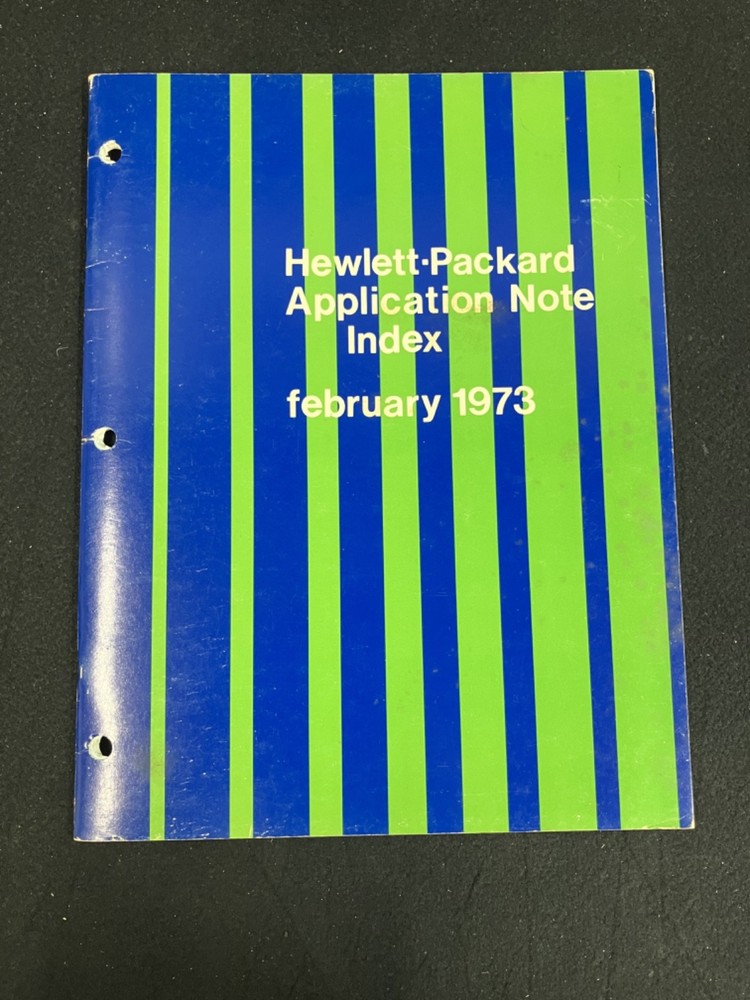 Hewlett·Packard
Application Note
Index
february 1973